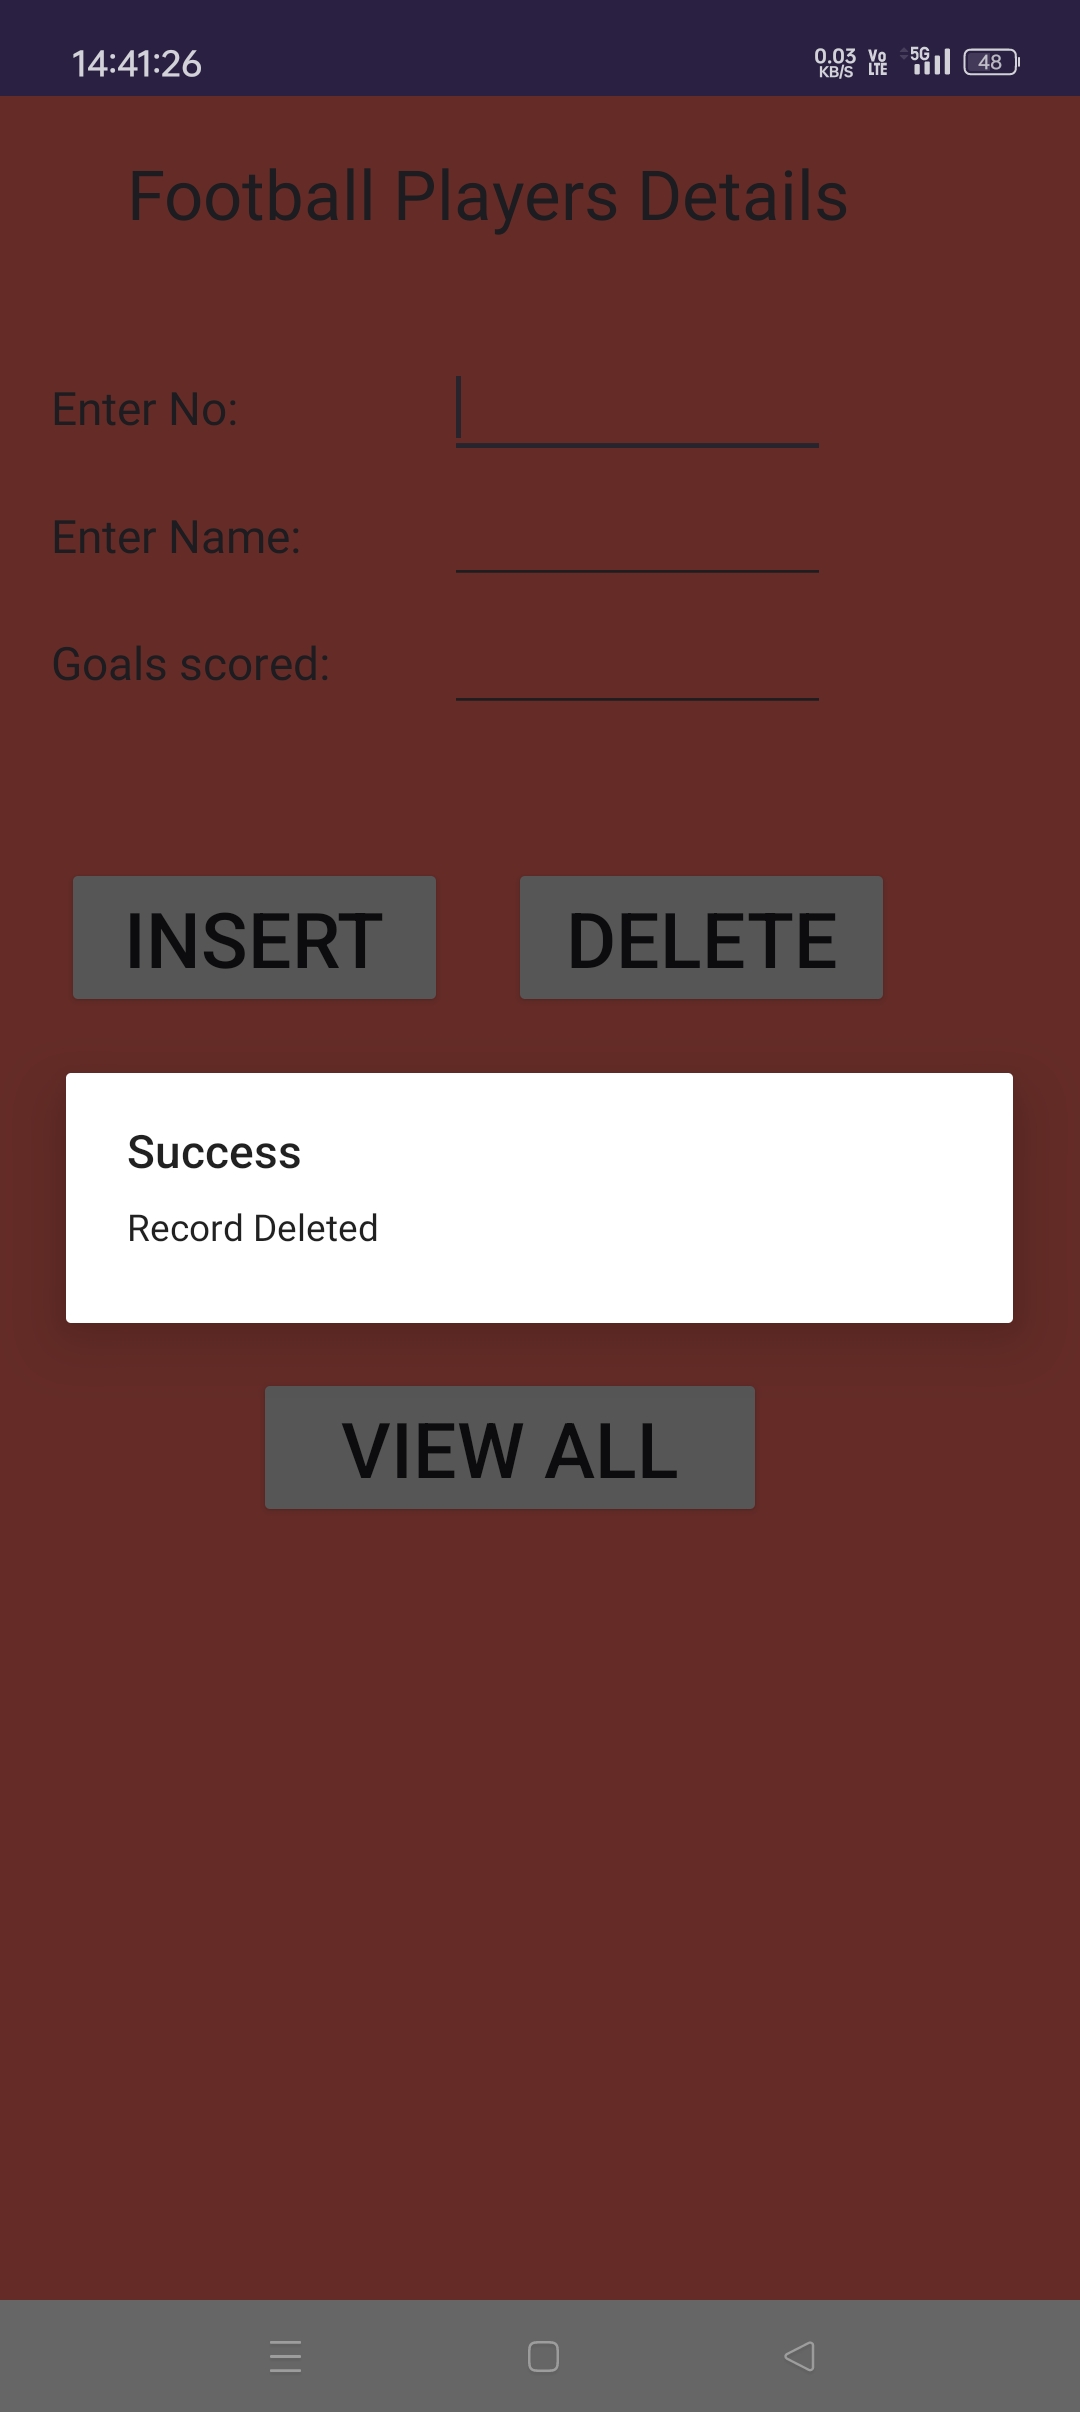 14:41:26
0.03 KB/S Vo LTE 5G 48
Football Players Details
Enter No:
Enter Name:
Goals scored:
INSERT DELETE
Success
Record Deleted
VIEW ALL